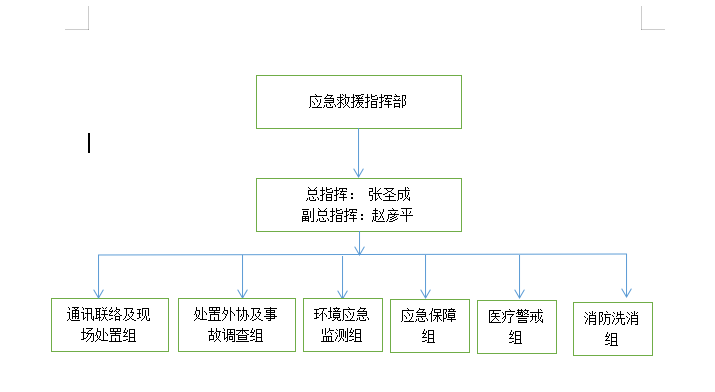 应急救援指挥部
总指挥： 张圣成
副总指挥：赵彦平
通讯联络及现
场处置组
处置外协及事
故调查组
环境应急
监测组
应急保障
组
医疗警戒
组
消防洗消
组